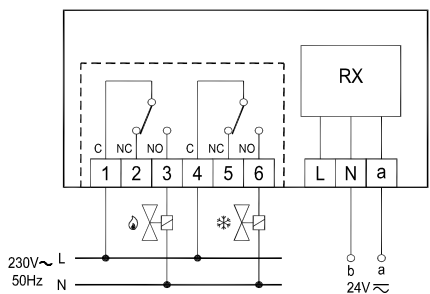 RX
C NC NO C NC NO
1 2 3 4 5 6 L N a
230V~ L
50Hz N
b a
24V ⎓